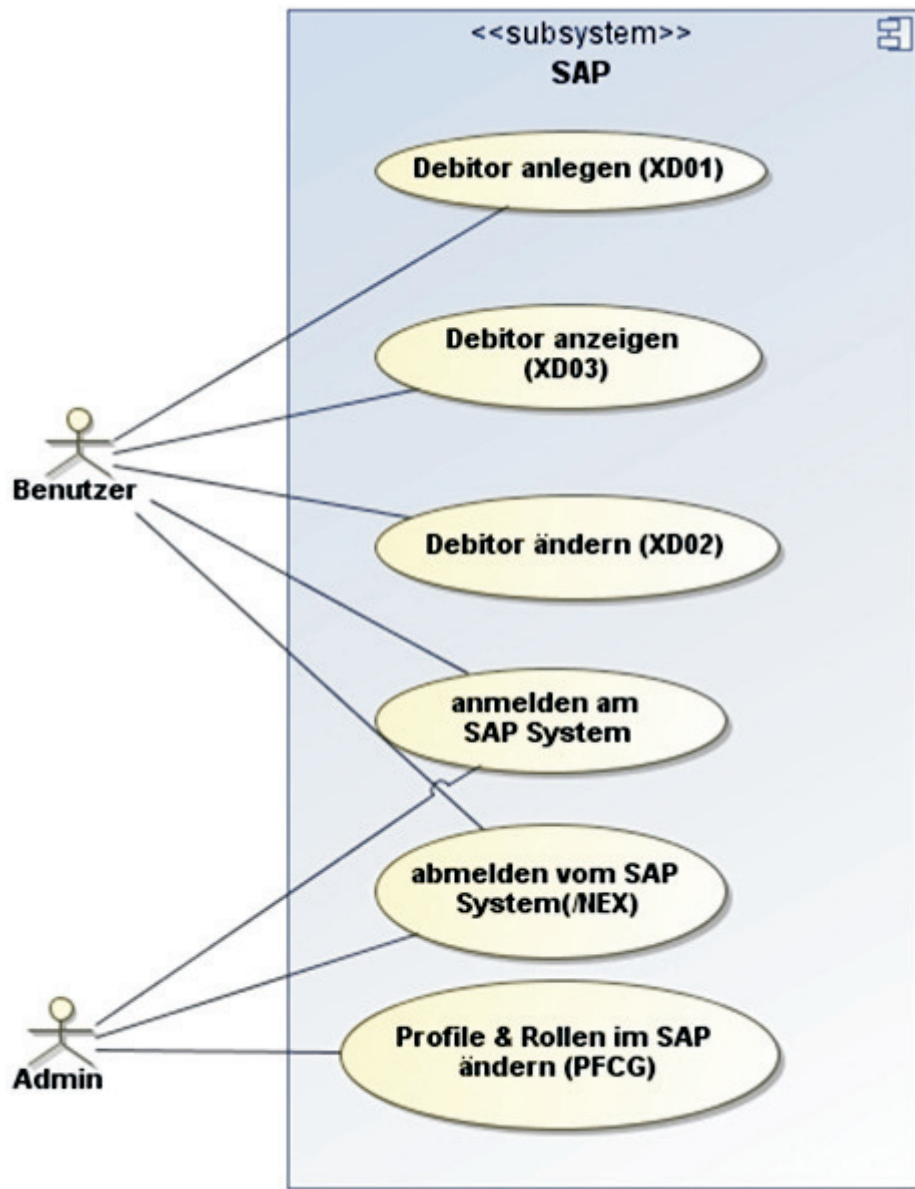 <<subsystem>>
SAP
Debitor anlegen (XD01)
Debitor anzeigen
(XD03)
Benutzer
Debitor ändern (XD02)
anmelden am
SAP System
abmelden vom SAP
System(/NEX)
Admin
Profile & Rollen im SAP
ändern (PFCG)